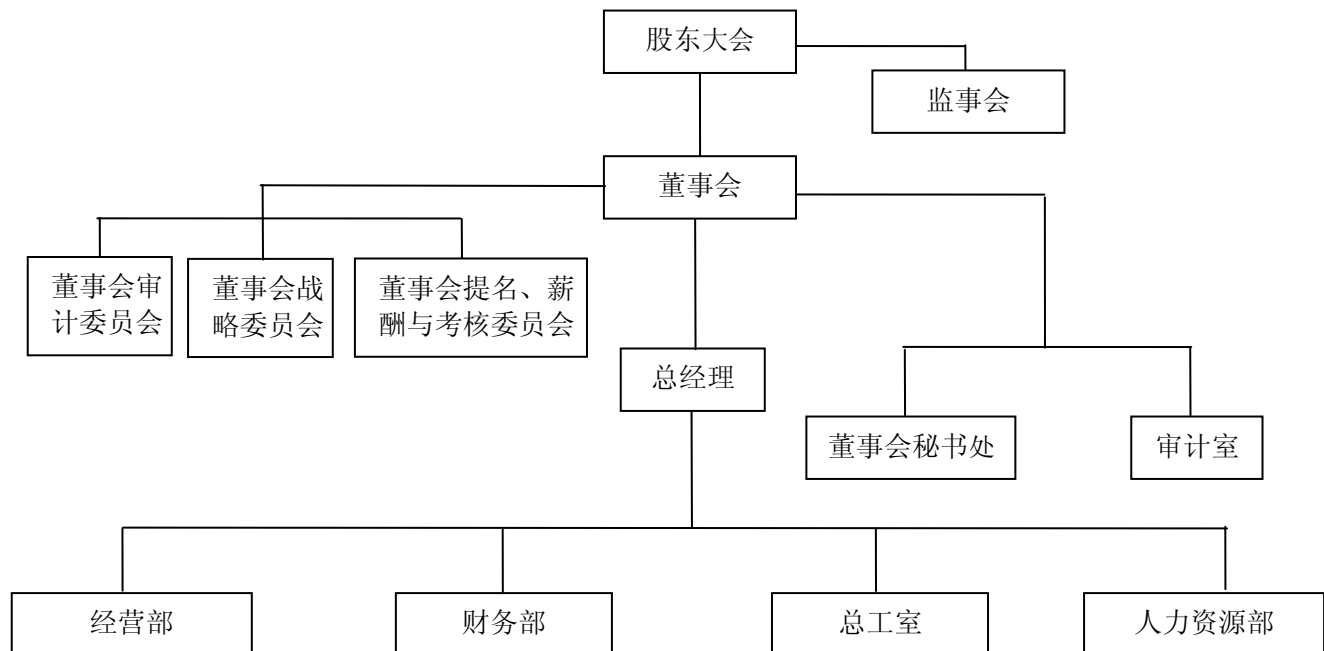 股东大会
监事会
董事会
董事会审
计委员会
董事会战
略委员会
董事会提名、薪
酬与考核委员会
总经理
董事会秘书处
审计室
经营部
财务部
总工室
人力资源部